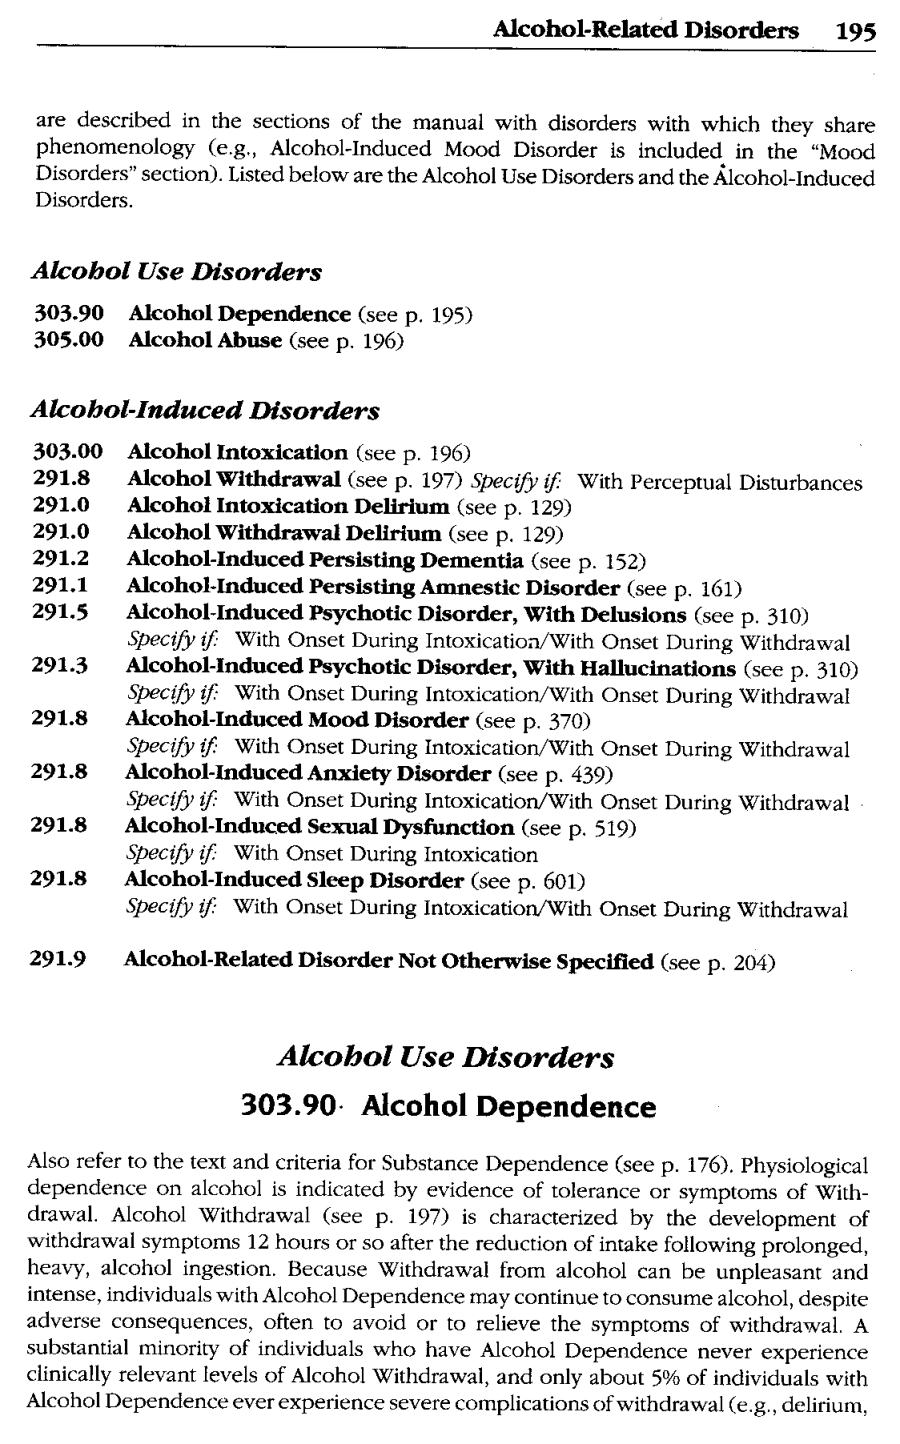 Alcohol-Related Disorders 195
are described in the sections of the manual with disorders with which they share
phenomenology (e.g., Alcohol-Induced Mood Disorder is included in the “Mood
Disorders” section). Listed below are the Alcohol Use Disorders and the Alcohol-Induced
Disorders.
Alcohol Use Disorders
303.90 Alcohol Dependence (see p. 195)
305.00 Alcohol Abuse (see p. 196)
Alcohol-Induced Disorders
303.00 Alcohol Intoxication (see p. 196)
291.8 Alcohol Withdrawal (see p. 197) Specify if: With Perceptual Disturbances
291.0 Alcohol Intoxication Delirium (see p. 129)
291.0 Alcohol Withdrawal Delirium (see p. 129)
291.2 Alcohol-Induced Persisting Dementia (see p. 152)
291.1 Alcohol-Induced Persisting Amnestic Disorder (see p. 161)
291.5 Alcohol-Induced Psychotic Disorder, With Delusions (see p. 310)
Specify if: With Onset During Intoxication/With Onset During Withdrawal
291.3 Alcohol-Induced Psychotic Disorder, With Hallucinations (see p. 310)
Specify if: With Onset During Intoxication/With Onset During Withdrawal
291.8 Alcohol-Induced Mood Disorder (see p. 370)
Specify if: With Onset During Intoxication/With Onset During Withdrawal
291.8 Alcohol-Induced Anxiety Disorder (see p. 439)
Specify if: With Onset During Intoxication/With Onset During Withdrawal
291.8 Alcohol-Induced Sexual Dysfunction (see p. 519)
Specify if: With Onset During Intoxication
291.8 Alcohol-Induced Sleep Disorder (see p. 601)
Specify if: With Onset During Intoxication/With Onset During Withdrawal
291.9 Alcohol-Related Disorder Not Otherwise Specified (see p. 204)
Alcohol Use Disorders
303.90 Alcohol Dependence
Also refer to the text and criteria for Substance Dependence (see p. 176). Physiological
dependence on alcohol is indicated by evidence of tolerance or symptoms of With-
drawal. Alcohol Withdrawal (see p. 197) is characterized by the development of
withdrawal symptoms 12 hours or so after the reduction of intake following prolonged,
heavy, alcohol ingestion. Because Withdrawal from alcohol can be unpleasant and
intense, individuals with Alcohol Dependence may continue to consume alcohol, despite
adverse consequences, often to avoid or to relieve the symptoms of withdrawal. A
substantial minority of individuals who have Alcohol Dependence never experience
clinically relevant levels of Alcohol Withdrawal, and only about 5% of individuals with
Alcohol Dependence ever experience severe complications of withdrawal (e.g., delirium,